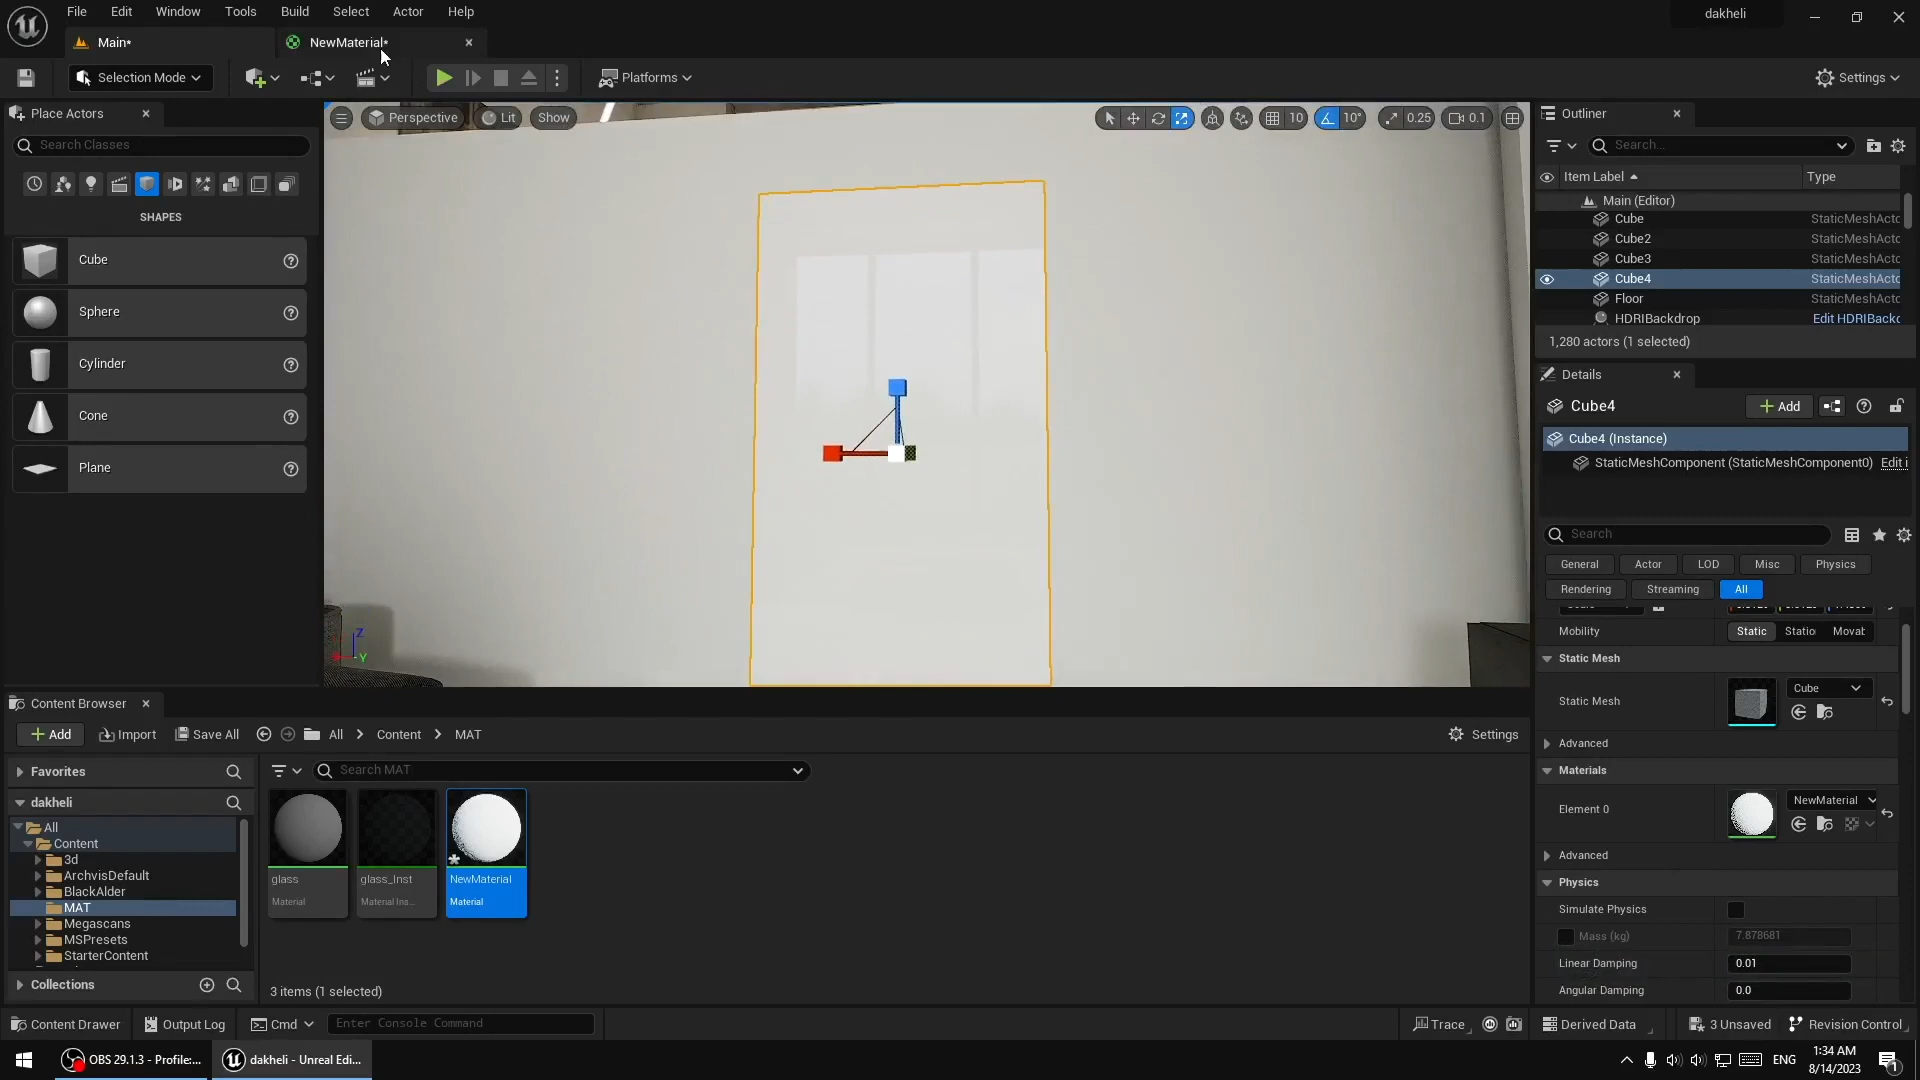 File Edit Window Tools Build Select Actor Help
dakheli
Main*
NewMaterial*
Selection Mode
Platforms
Settings
Place Actors
Search Classes
SHAPES
Cube
Sphere
Cylinder
Cone
Plane
Perspective
Lit
Show
10
10°
0.25
0.1
Z
Y
Outliner
Search...
Item Label
Type
Main (Editor)
Cube StaticMeshActo
Cube2 StaticMeshActo
Cube3 StaticMeshActo
Cube4 StaticMeshActo
Floor StaticMeshActo
HDRIBackdrop Edit HDRIBackd
1,280 actors (1 selected)
Details
Cube4
Add
Cube4 (Instance)
StaticMeshComponent (StaticMeshComponent0) Edit i
Search
General Actor LOD Misc Physics
Rendering Streaming All
Mobility Static Statio Movab
Static Mesh
Static Mesh
Cube
Advanced
Materials
Element 0
NewMaterial
Advanced
Physics
Simulate Physics
Mass (kg) 7.878681
Linear Damping 0.01
Angular Damping 0.0
Content Browser
Add Import Save All All Content MAT
Settings
Favorites
Search MAT
dakheli
All
Content
3d
ArchvisDefault
BlackAlder
MAT
Megascans
MSPresets
StarterContent
Collections
glass
Material
glass_Inst
Material Ins...
NewMaterial
Material
3 items (1 selected)
Content Drawer
Output Log
Cmd
Enter Console Command
Trace
Derived Data
3 Unsaved
Revision Control
OBS 29.1.3 - Profile:...
dakheli - Unreal Edi...
ENG
1:34 AM
8/14/2023
1